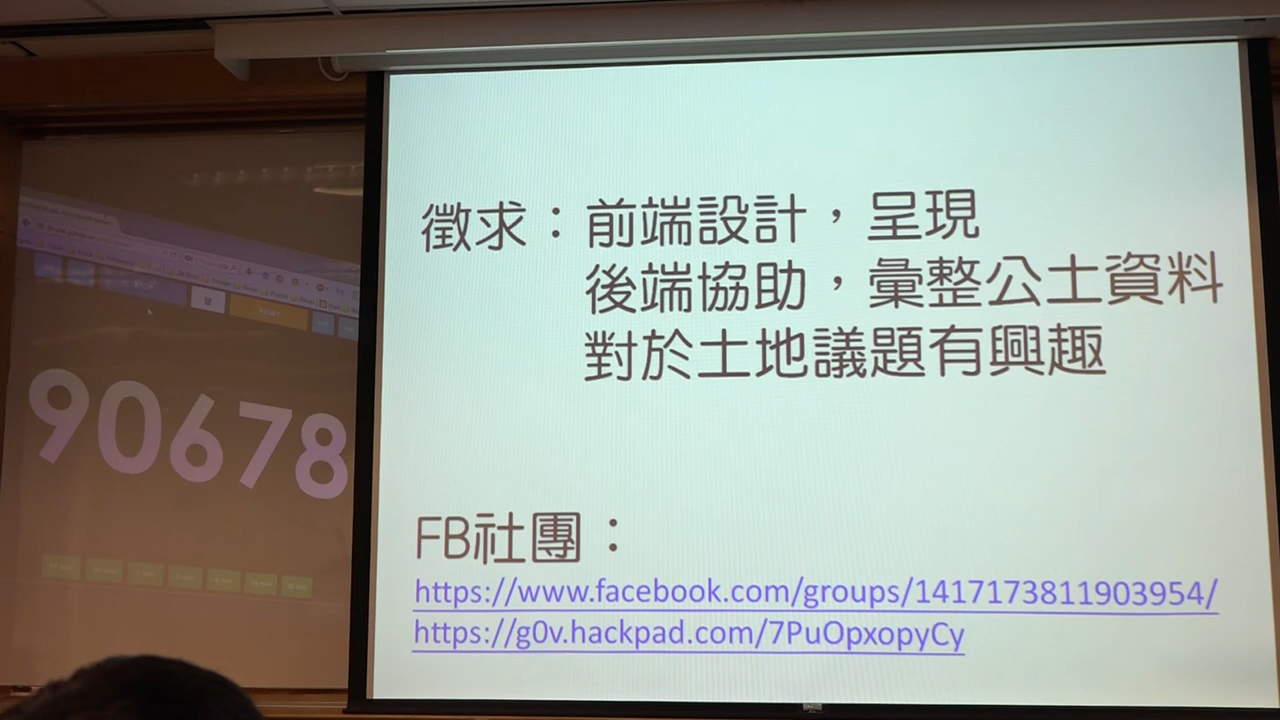 90678
徵求：前端設計，呈現
後端協助，彙整公土資料
對於土地議題有興趣
FB社團：
https://www.facebook.com/groups/1417173811903954/
https://g0v.hackpad.com/7PuOpxopyCy